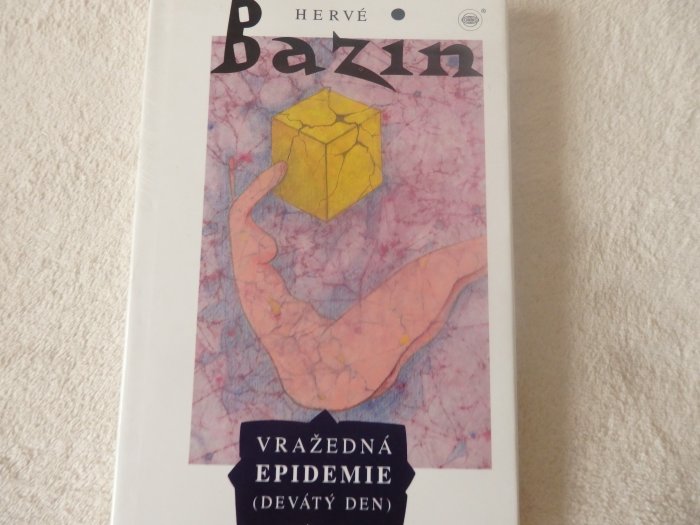 HERVÉ
Bazin
VRAŽEDNÁ
EPIDEMIE
(DEVÁTÝ DEN)